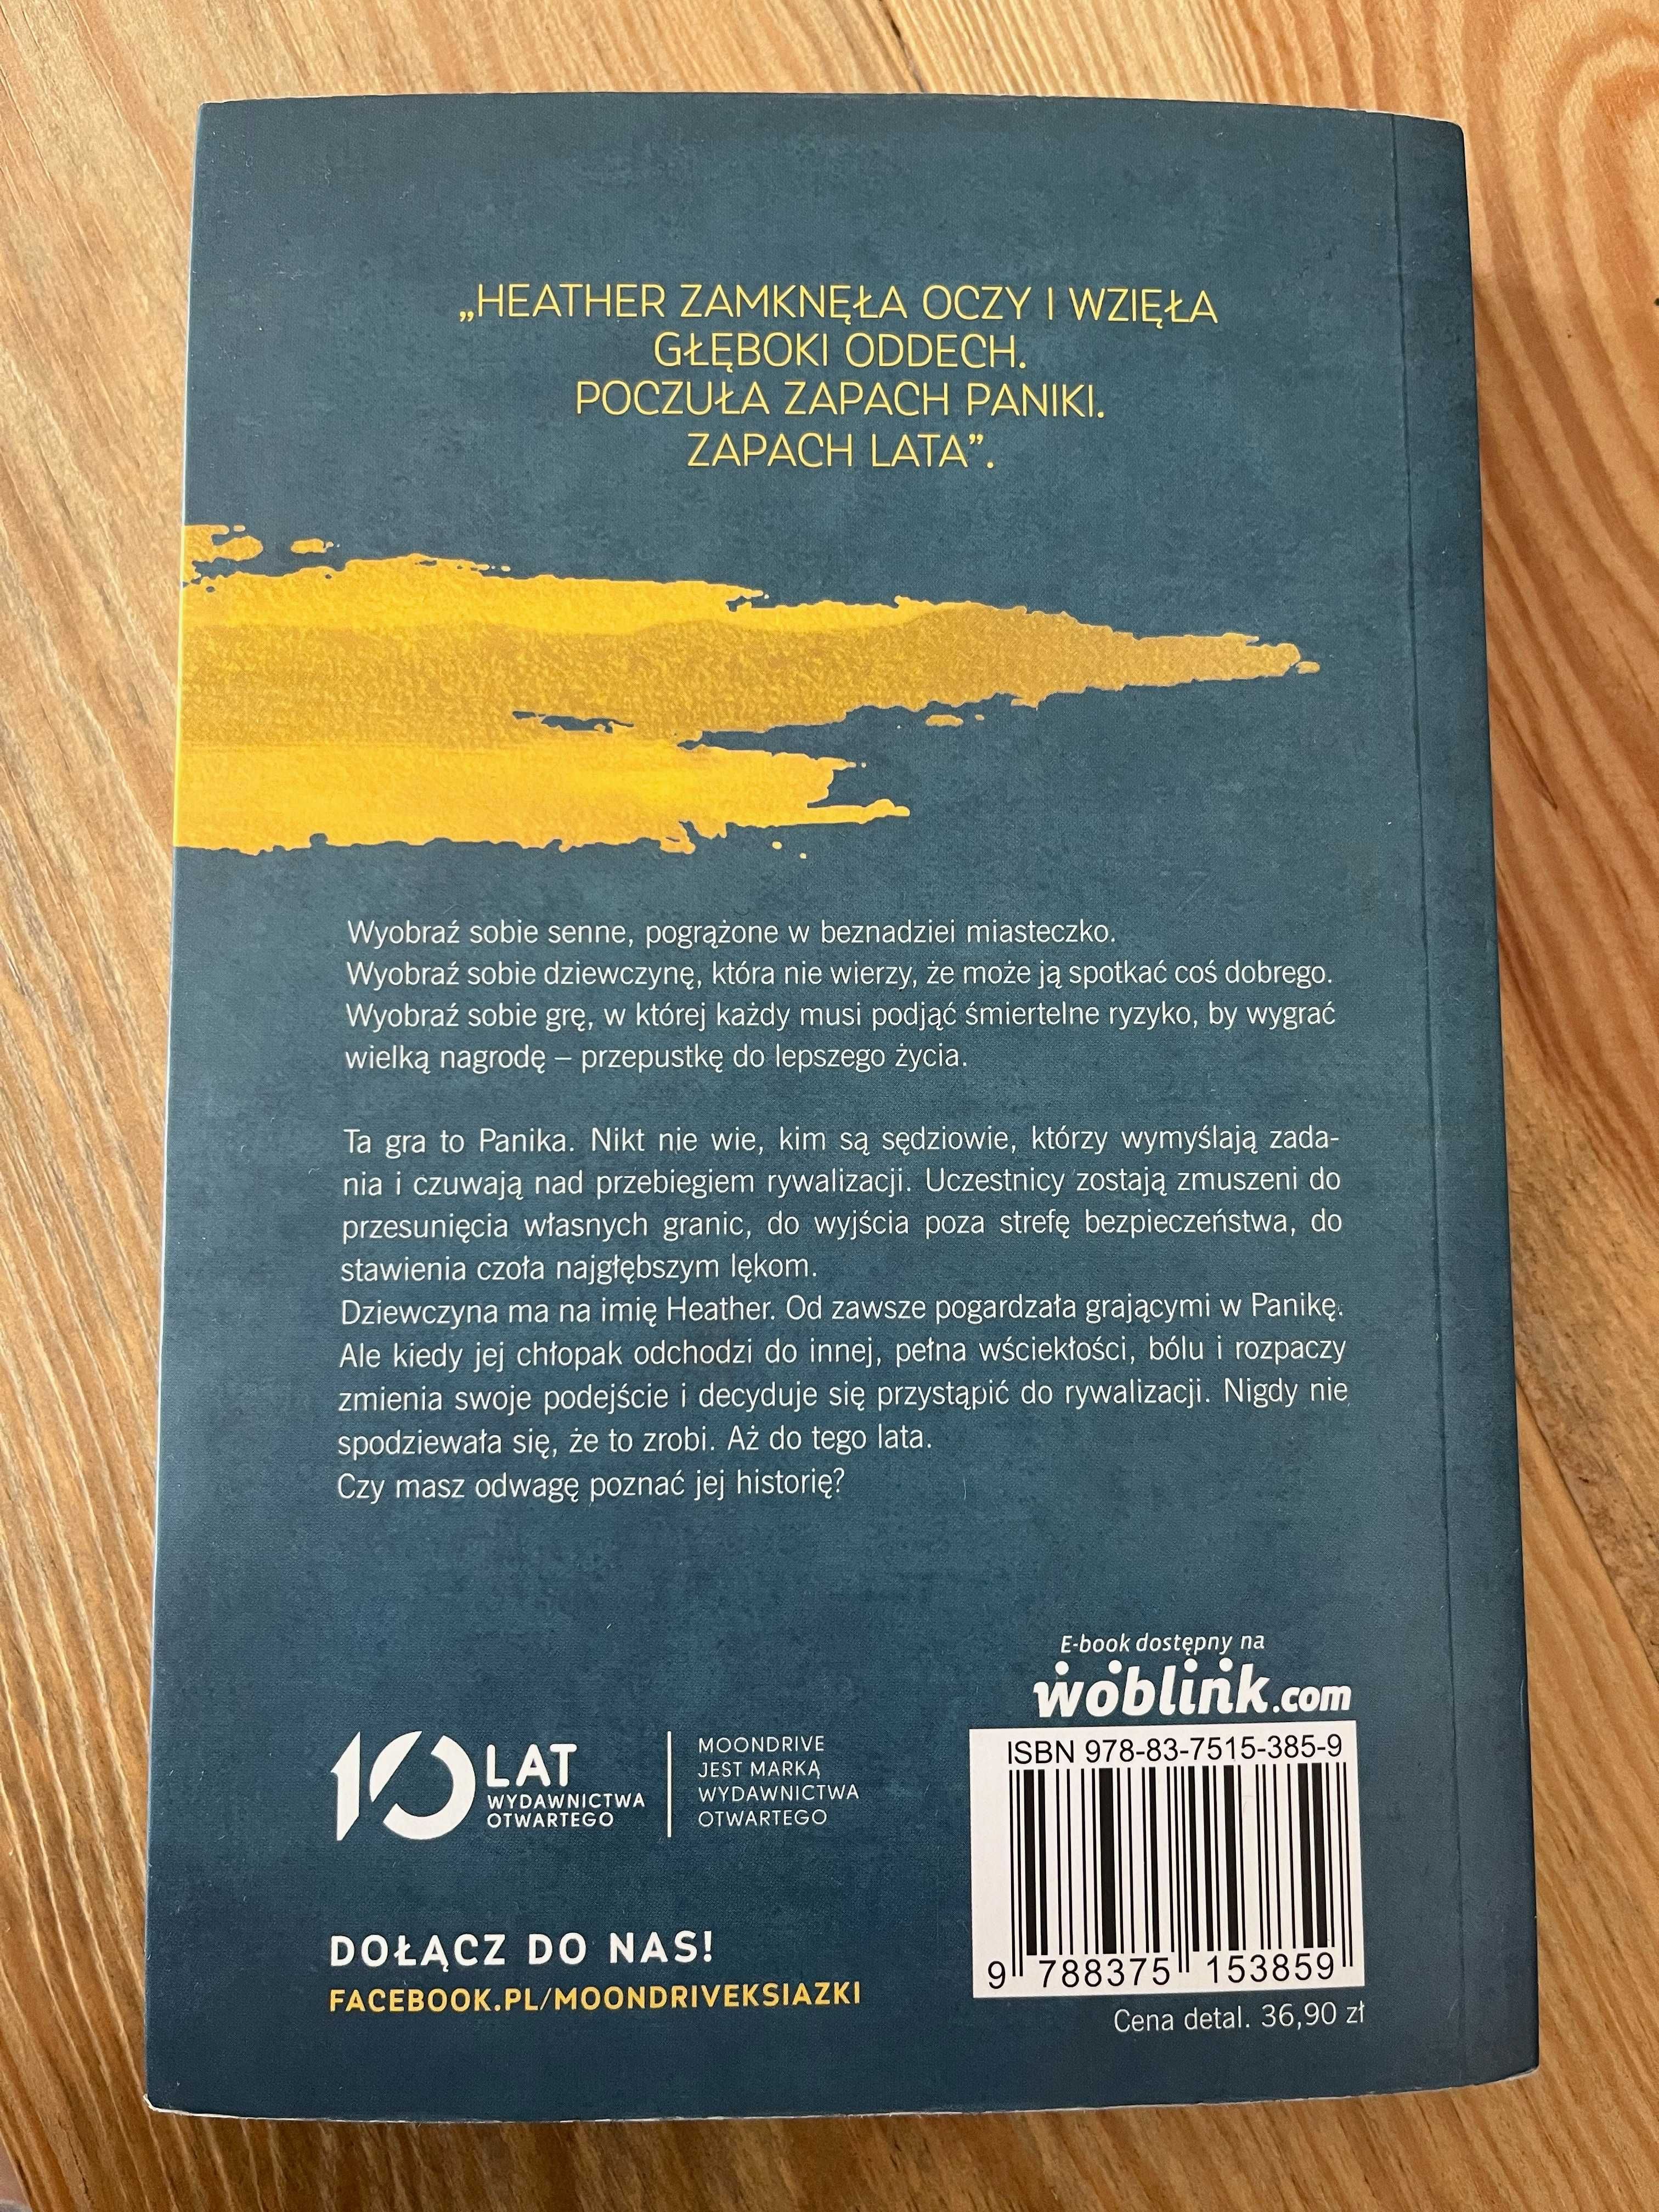 „HEATHER ZAMKNĘŁA OCZY I WZIĘŁA
GŁĘBOKI ODDECH.
POCZUŁA ZAPACH PANIKI.
ZAPACH LATA”.
Wyobraź sobie senne, pogrążone w beznadziei miasteczko.
Wyobraź sobie dziewczynę, która nie wierzy, że może ją spotkać coś dobrego.
Wyobraź sobie grę, w której każdy musi podjąć śmiertelne ryzyko, by wygrać
wielką nagrodę – przepustkę do lepszego życia.
Ta gra to Panika. Nikt nie wie, kim są sędziowie, którzy wymyślają zada-
nia i czuwają nad przebiegiem rywalizacji. Uczestnicy zostają zmuszeni do
przesunięcia własnych granic, do wyjścia poza strefę bezpieczeństwa, do
stawienia czoła najgłębszym lękom.
Dziewczyna ma na imię Heather. Od zawsze pogardzała grającymi w Panikę.
Ale kiedy jej chłopak odchodzi do innej, pełna wściekłości, bólu i rozpaczy
zmienia swoje podejście i decyduje się przystąpić do rywalizacji. Nigdy nie
spodziewała się, że to zrobi. Aż do tego lata.
Czy masz odwagę poznać jej historię?
E-book dostępny na
woblink.com
10 LAT
WYDAWNICTWA
OTWARTEGO
MOONDRIVE
JEST MARKĄ
WYDAWNICTWA
OTWARTEGO
ISBN 978-83-7515-385-9
9 788375 153859
DOŁĄCZ DO NAS!
FACEBOOK.PL/MOONDRIVEKSIAZKI
Cena detal. 36,90 zł